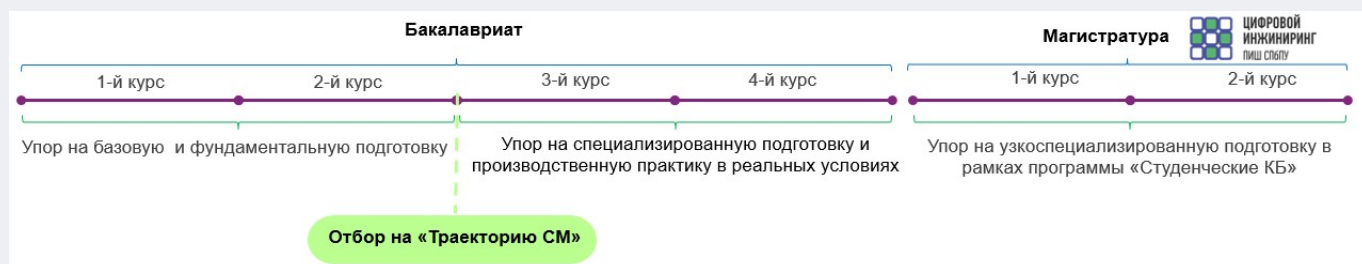 Бакалавриат
Магистратура
ЦИФРОВОЙ
ИНЖИНИРИНГ
ПИШ СПбПУ
1-й курс
2-й курс
3-й курс
4-й курс
1-й курс
2-й курс
Упор на базовую и фундаментальную подготовку
Упор на специализированную подготовку и
производственную практику в реальных условиях
Упор на узкоспециализированную подготовку в
рамках программы «Студенческие КБ»
Отбор на «Траекторию СМ»